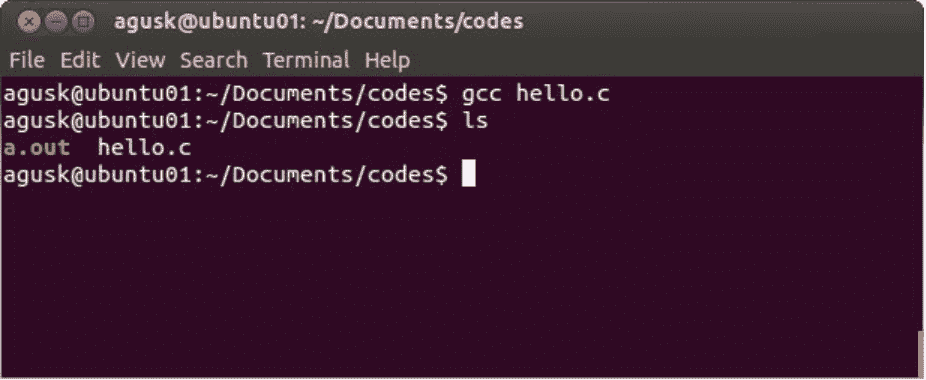 agusk@ubuntu01: ~/Documents/codes
File Edit View Search Terminal Help
agusk@ubuntu01:~/Documents/codes$ gcc hello.c
agusk@ubuntu01:~/Documents/codes$ ls
a.out  hello.c
agusk@ubuntu01:~/Documents/codes$